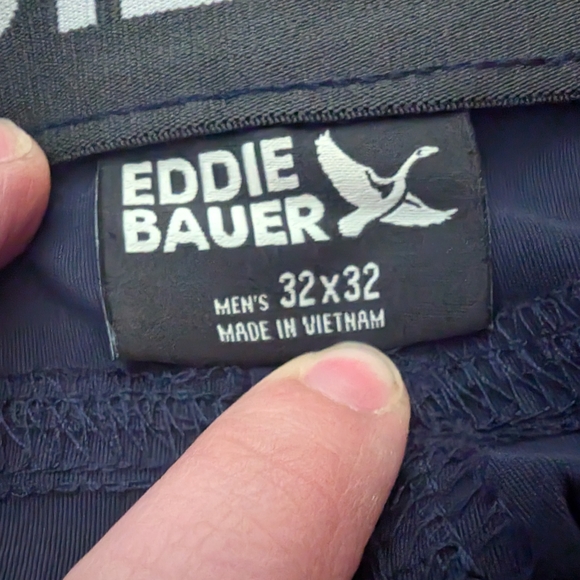 EDDIE
BAUER
MEN'S 32X32
MADE IN VIETNAM